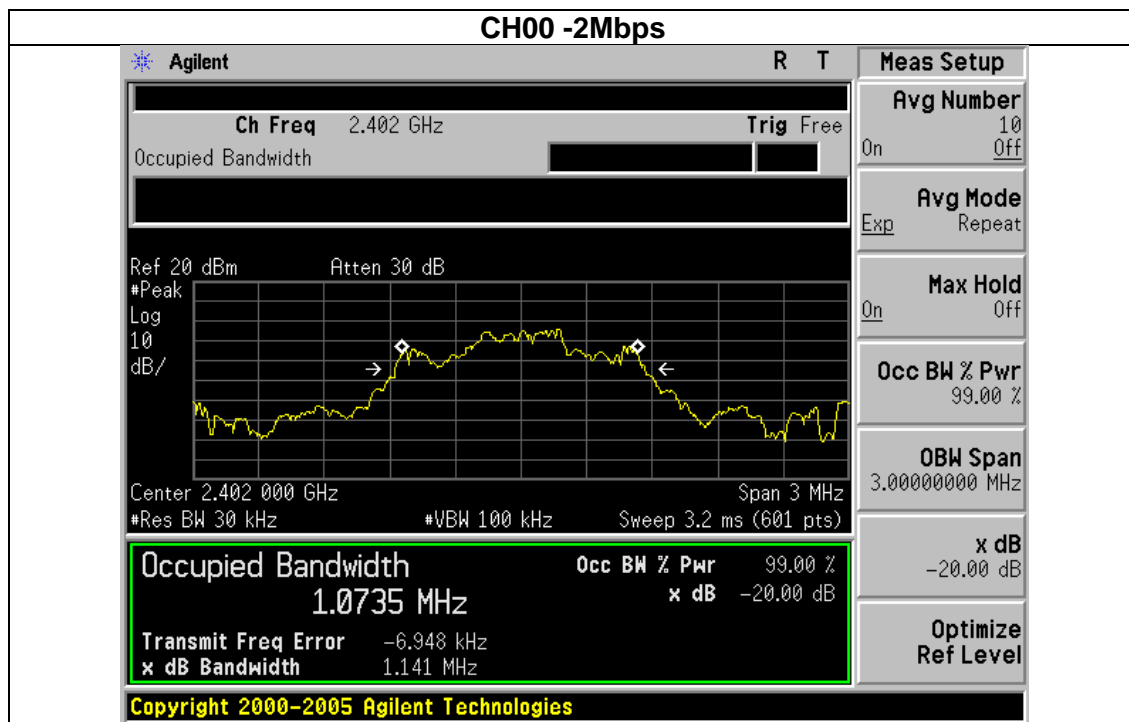 CH00 -2Mbps
Agilent R T
Ch Freq 2.402 GHz Trig Free
Occupied Bandwidth
Ref 20 dBm Atten 30 dB
#Peak
Log
10
dB/
Center 2.402 000 GHz Span 3 MHz
#Res BW 30 kHz #VBW 100 kHz Sweep 3.2 ms (601 pts)
Occupied Bandwidth Occ BW % Pwr 99.00 %
1.0735 MHz x dB -20.00 dB
Transmit Freq Error -6.948 kHz
x dB Bandwidth 1.141 MHz
Copyright 2000-2005 Agilent Technologies
Meas Setup
Avg Number
10
On Off
Avg Mode
Exp Repeat
Max Hold
On Off
Occ BW % Pwr
99.00 %
OBW Span
3.00000000 MHz
x dB
-20.00 dB
Optimize
Ref Level